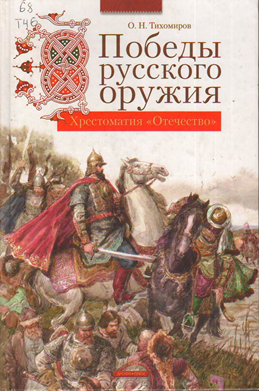 68
Т46
О. Н. Тихомиров
Победы
русского
оружия
Хрестоматия «Отечество»